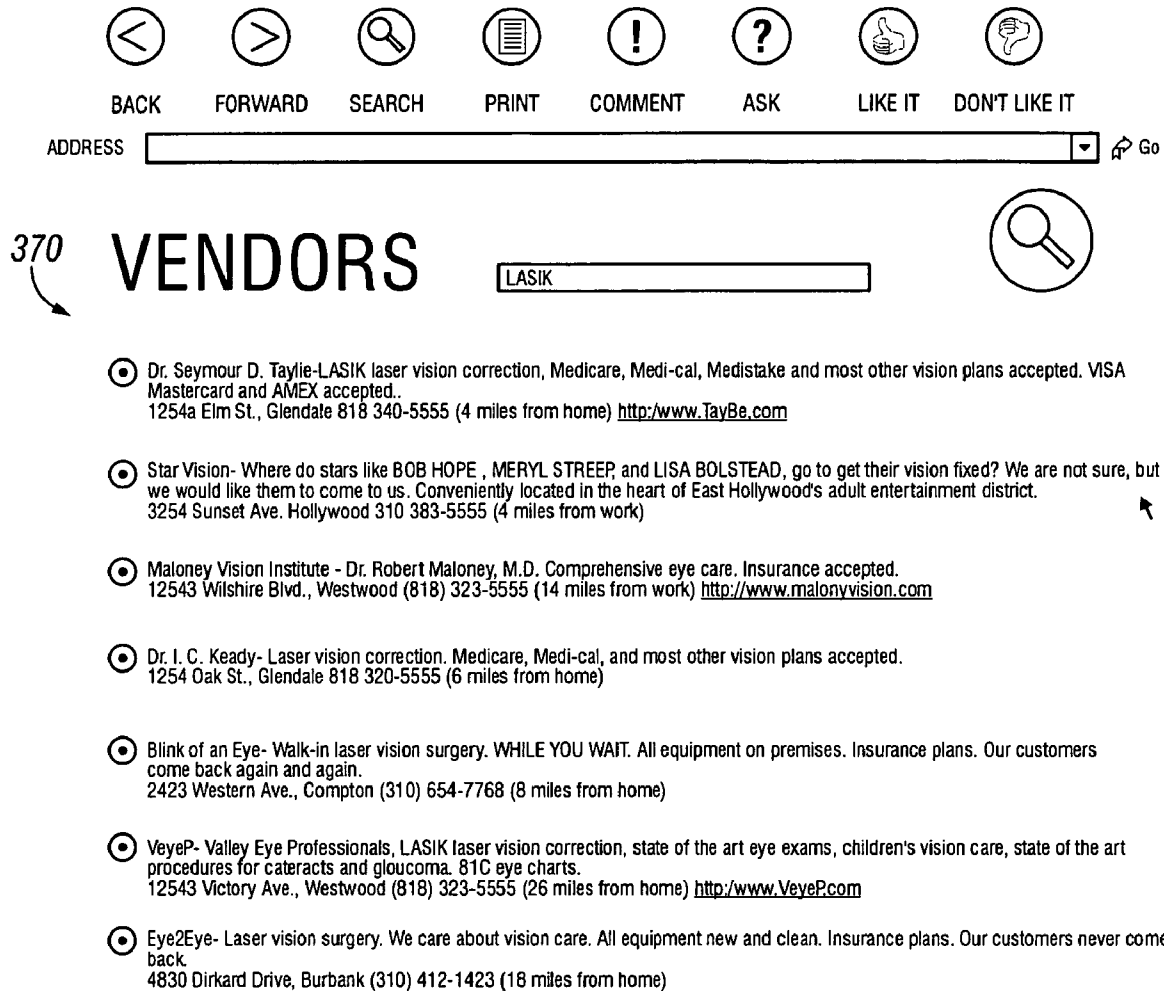 BACK FORWARD SEARCH PRINT COMMENT ASK LIKE IT DON'T LIKE IT
ADDRESS Go
370
VENDORS LASIK
Dr. Seymour D. Taylie-LASIK laser vision correction, Medicare, Medi-cal, Medistake and most other vision plans accepted. VISA
Mastercard and AMEX accepted..
1254a Elm St., Glendale 818 340-5555 (4 miles from home) http:/www.TayBe.com
Star Vision- Where do stars like BOB HOPE , MERYL STREEP, and LISA BOLSTEAD, go to get their vision fixed? We are not sure, but
we would like them to come to us. Conveniently located in the heart of East Hollywood's adult entertainment district.
3254 Sunset Ave. Hollywood 310 383-5555 (4 miles from work)
Maloney Vision Institute - Dr. Robert Maloney, M.D. Comprehensive eye care. Insurance accepted.
12543 Wilshire Blvd., Westwood (818) 323-5555 (14 miles from work) http://www.malonyvision.com
Dr. I. C. Keady- Laser vision correction. Medicare, Medi-cal, and most other vision plans accepted.
1254 Oak St., Glendale 818 320-5555 (6 miles from home)
Blink of an Eye- Walk-in laser vision surgery. WHILE YOU WAIT. All equipment on premises. Insurance plans. Our customers
come back again and again.
2423 Western Ave., Compton (310) 654-7768 (8 miles from home)
VeyeP- Valley Eye Professionals, LASIK laser vision correction, state of the art eye exams, children's vision care, state of the art
procedures for cateracts and gloucoma. 81C eye charts.
12543 Victory Ave., Westwood (818) 323-5555 (26 miles from home) http:/www.VeyeP.com
Eye2Eye- Laser vision surgery. We care about vision care. All equipment new and clean. Insurance plans. Our customers never come
back.
4830 Dirkard Drive, Burbank (310) 412-1423 (18 miles from home)